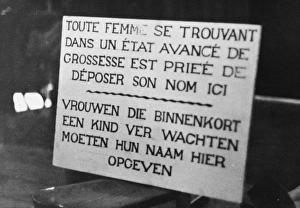 TOUTE FEMME SE TROUVANT
DANS UN ÉTAT AVANCÉ DE
GROSSESSE EST PRIEÉ DE
DÉPOSER SON NOM ICI
VROUWEN DIE BINNENKORT
EEN KIND VER WACHTEN
MOETEN HUN NAAM HIER
OPGEVEN